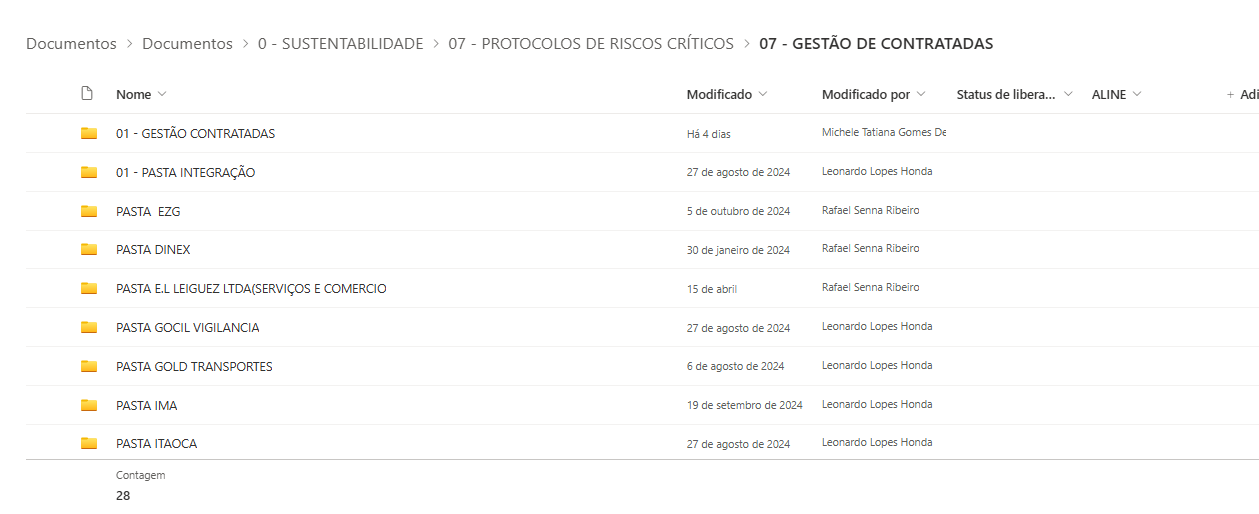 Documentos > Documentos > 0 - SUSTENTABILIDADE > 07 - PROTOCOLOS DE RISCOS CRÍTICOS > 07 - GESTÃO DE CONTRATADAS
Nome Modificado Modificado por Status de libera... ALINE + Adi
01 - GESTÃO CONTRATADAS Há 4 dias Michele Tatiana Gomes De
01 - PASTA INTEGRAÇÃO 27 de agosto de 2024 Leonardo Lopes Honda
PASTA EZG 5 de outubro de 2024 Rafael Senna Ribeiro
PASTA DINEX 30 de janeiro de 2024 Rafael Senna Ribeiro
PASTA E.L LEIGUEZ LTDA(SERVIÇOS E COMERCIO 15 de abril Rafael Senna Ribeiro
PASTA GOCIL VIGILANCIA 27 de agosto de 2024 Leonardo Lopes Honda
PASTA GOLD TRANSPORTES 6 de agosto de 2024 Leonardo Lopes Honda
PASTA IMA 19 de setembro de 2024 Leonardo Lopes Honda
PASTA ITAOCA 27 de agosto de 2024 Leonardo Lopes Honda
Contagem
28